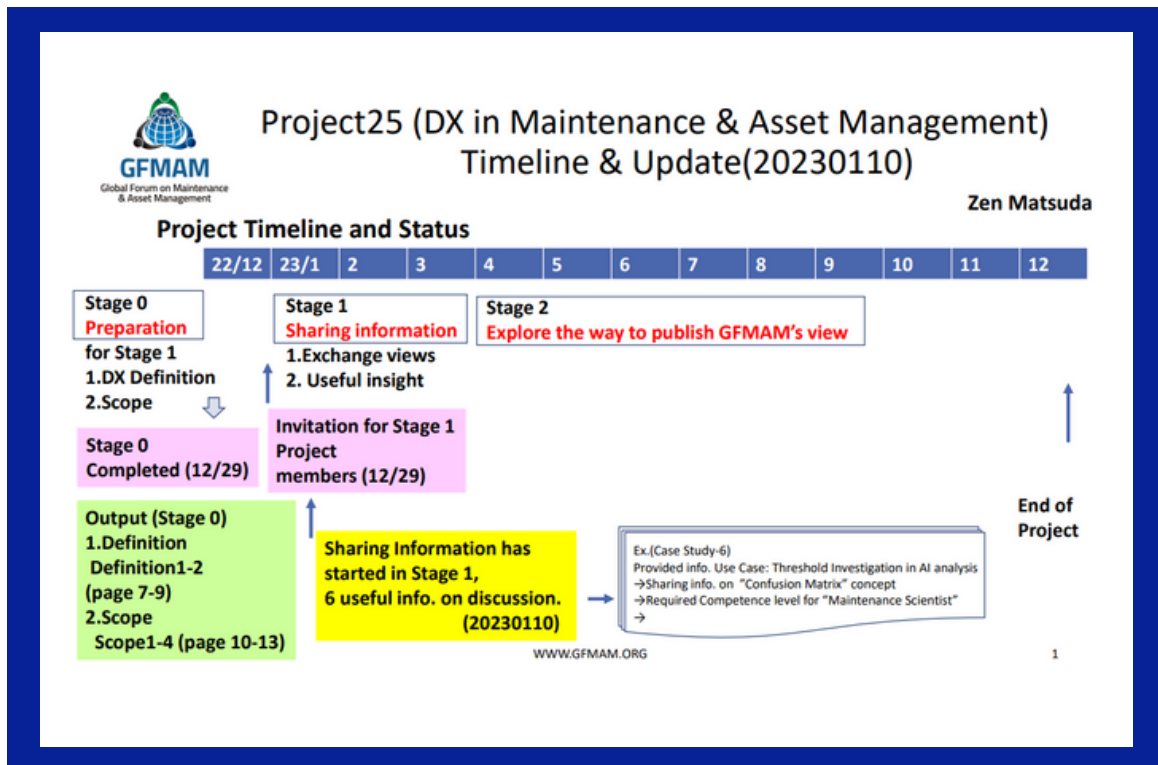 GFMAM
Global Forum on Maintenance
& Asset Management
Project25 (DX in Maintenance & Asset Management)
Timeline & Update(20230110)
Zen Matsuda
Project Timeline and Status
22/12 23/1 2 3 4 5 6 7 8 9 10 11 12
Stage 0
Preparation
for Stage 1
1.DX Definition
2.Scope
Stage 1
Sharing information
1.Exchange views
2. Useful insight
Stage 2
Explore the way to publish GFMAM's view
Stage 0
Completed (12/29)
Invitation for Stage 1
Project
members (12/29)
Output (Stage 0)
1.Definition
Definition1-2
(page 7-9)
2.Scope
Scope1-4 (page 10-13)
Sharing Information has
started in Stage 1,
6 useful info. on discussion.
(20230110)
Ex.(Case Study-6)
Provided info. Use Case: Threshold Investigation in AI analysis
→Sharing info. on "Confusion Matrix" concept
→Required Competence level for "Maintenance Scientist"
→
End of
Project
WWW.GFMAM.ORG
1